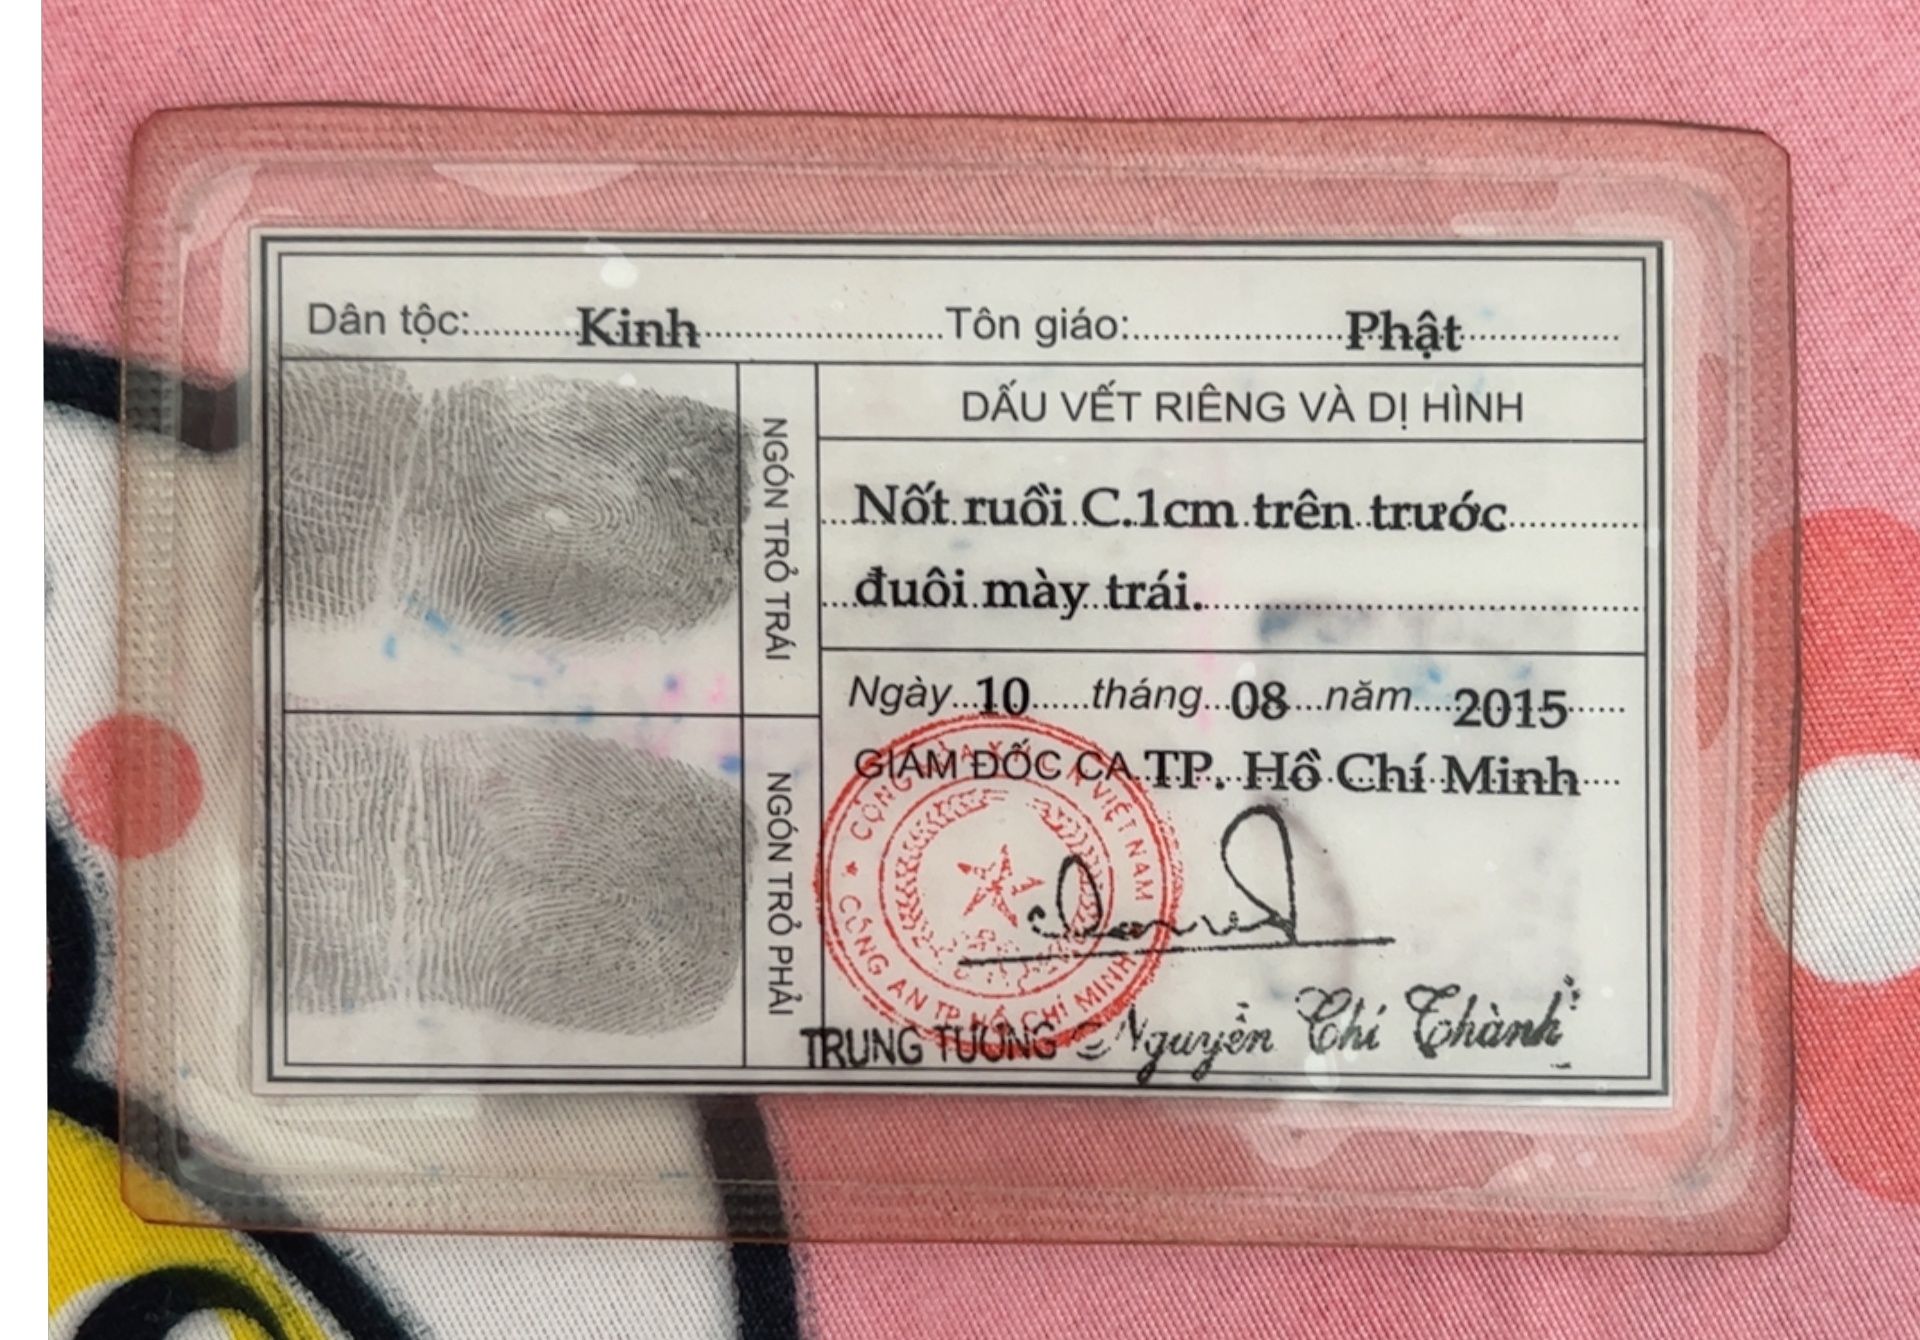 Dân tộc: Kinh Tôn giáo: Phật
NGÓN TRỎ TRÁI
NGÓN TRỎ PHẢI
DẤU VẾT RIÊNG VÀ DỊ HÌNH
Nốt ruồi C.1cm trên trước
đuôi mày trái.
Ngày 10 tháng 08 năm 2015
GIÁM ĐỐC CA TP. Hồ Chí Minh
VIỆT NAM
★ CÔNG AN TP HỒ CHÍ MINH
TRUNG TƯỚNG Nguyễn Chí Thành